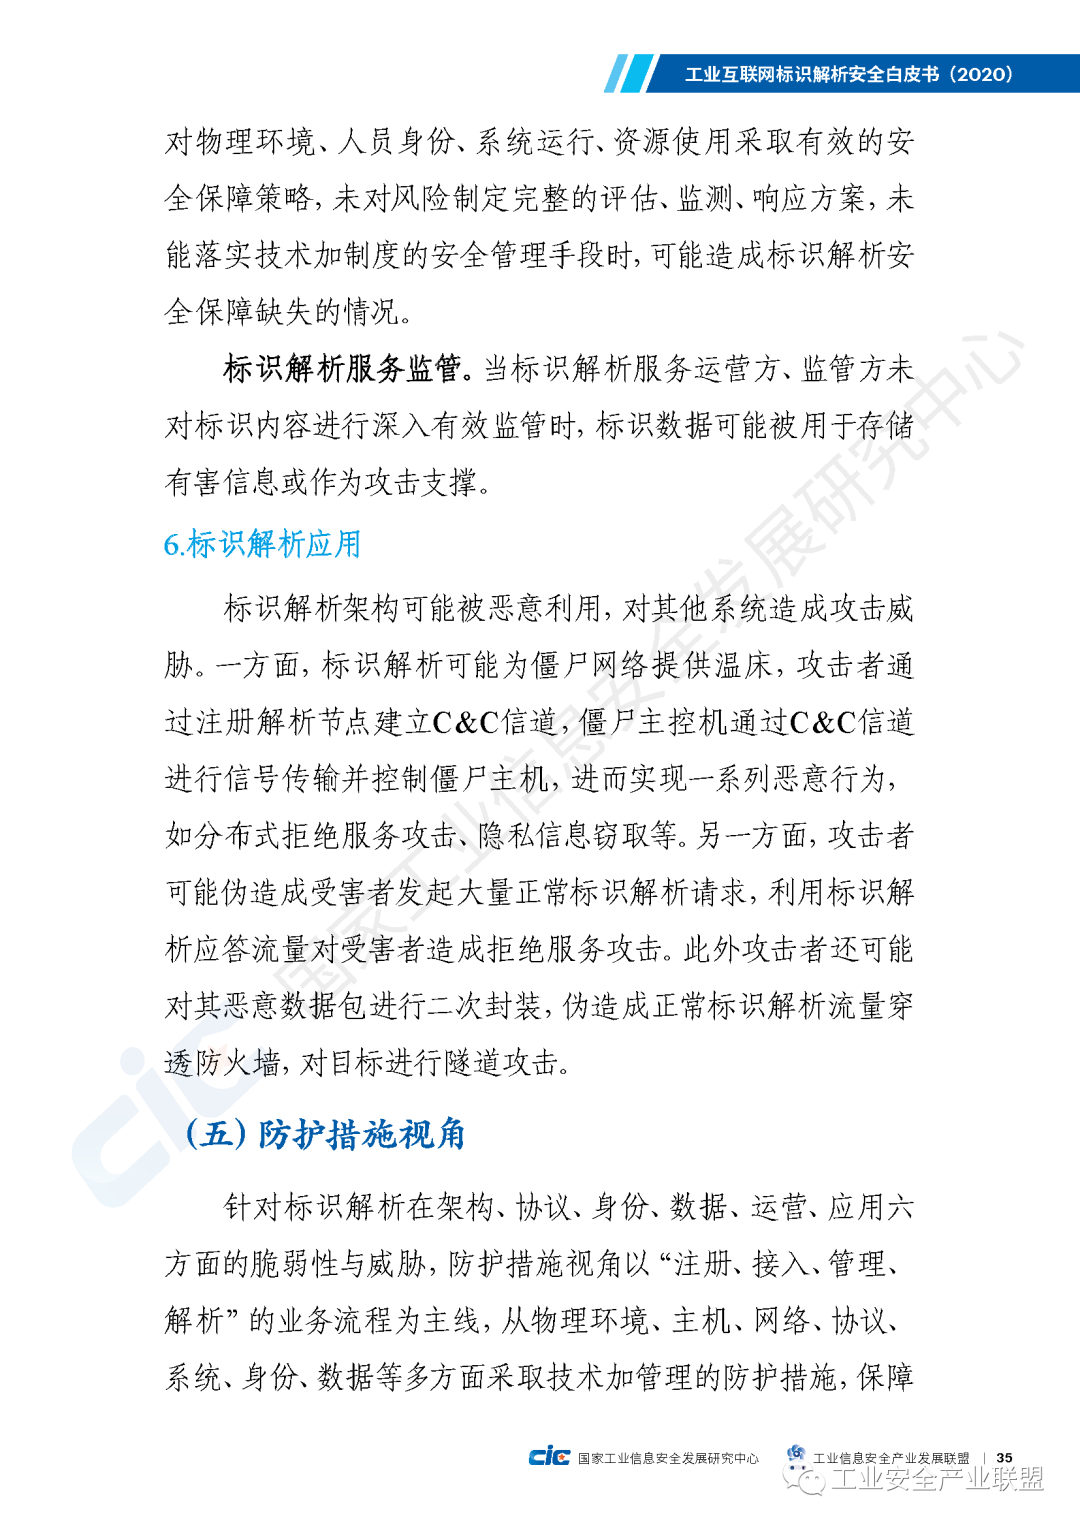 工业互联网标识解析安全白皮书（2020）
对物理环境、人员身份、系统运行、资源使用采取有效的安
全保障策略，未对风险制定完整的评估、监测、响应方案，未
能落实技术加制度的安全管理手段时，可能造成标识解析安
全保障缺失的情况。
标识解析服务监管。当标识解析服务运营方、监管方未
对标识内容进行深入有效监管时，标识数据可能被用于存储
有害信息或作为攻击支撑。
6.标识解析应用
标识解析架构可能被恶意利用，对其他系统造成攻击威
胁。一方面，标识解析可能为僵尸网络提供温床，攻击者通
过注册解析节点建立C&C信道，僵尸主控机通过C&C信道
进行信号传输并控制僵尸主机，进而实现一系列恶意行为，
如分布式拒绝服务攻击、隐私信息窃取等。另一方面，攻击者
可能伪造成受害者发起大量正常标识解析请求，利用标识解
析应答流量对受害者造成拒绝服务攻击。此外攻击者还可能
对其恶意数据包进行二次封装，伪造成正常标识解析流量穿
透防火墙，对目标进行隧道攻击。
（五）防护措施视角
针对标识解析在架构、协议、身份、数据、运营、应用六
方面的脆弱性与威胁，防护措施视角以“注册、接入、管理、
解析”的业务流程为主线，从物理环境、主机、网络、协议、
系统、身份、数据等多方面采取技术加管理的防护措施，保障
国家工业信息安全发展研究中心
cic
cic 国家工业信息安全发展研究中心 工业信息安全产业发展联盟 | 35
工业安全产业联盟